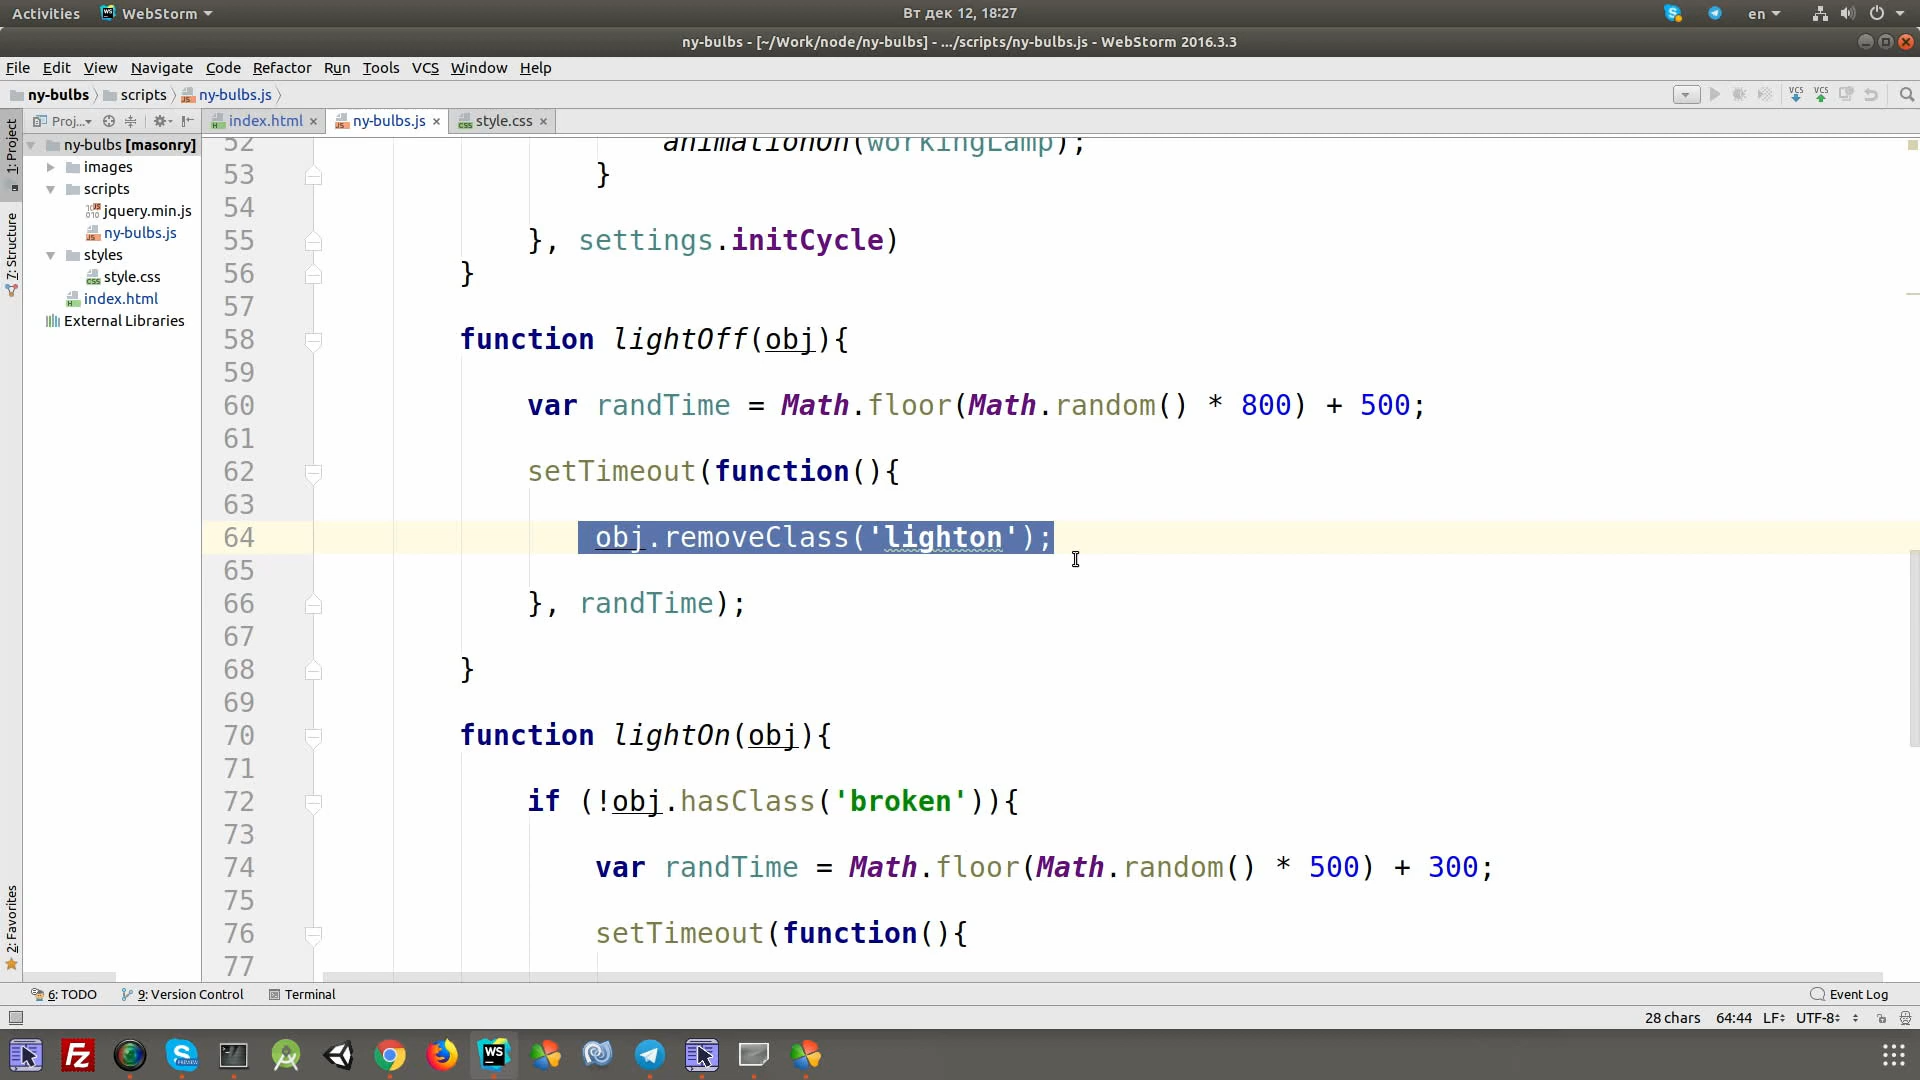 Activities WebStorm Вт дек 12, 18:27 en
ny-bulbs - [~/Work/node/ny-bulbs] - .../scripts/ny-bulbs.js - WebStorm 2016.3.3
File Edit View Navigate Code Refactor Run Tools VCS Window Help
ny-bulbs scripts ny-bulbs.js VCS VCS
Proj... index.html ny-bulbs.js style.css
1: Project
7: Structure
2: Favorites
ny-bulbs [masonry]
images
scripts
jquery.min.js
ny-bulbs.js
styles
style.css
index.html
External Libraries
52 animationOn(workingLamp);
53 }
54
55 }, settings.initCycle)
56 }
57
58 function lightOff(obj){
59
60 var randTime = Math.floor(Math.random() * 800) + 500;
61
62 setTimeout(function(){
63
64 obj.removeClass('lighton');
65
66 }, randTime);
67
68 }
69
70 function lightOn(obj){
71
72 if (!obj.hasClass('broken')){
73
74 var randTime = Math.floor(Math.random() * 500) + 300;
75
76 setTimeout(function(){
77
6: TODO 9: Version Control Terminal Event Log
28 chars 64:44 LF UTF-8